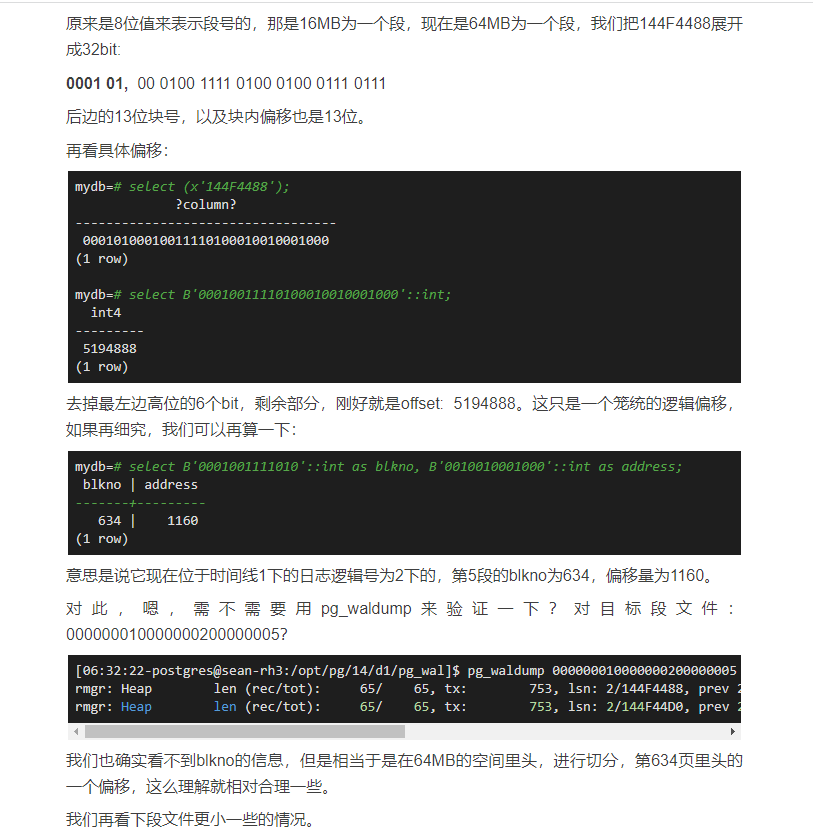 原来是8位值来表示段号的，那是16MB为一个段，现在是64MB为一个段，我们把144F4488展开
成32bit:
0001 01，00 0100 1111 0100 0100 0100 0111 0111
后边的13位块号，以及块内偏移也是13位。
再看具体偏移：
mydb=# select (x'144F4488');
?column?
----------------------------------
00010100010011110100010010001000
(1 row)
mydb=# select B'00010011110100010010001000'::int;
int4
---------
5194888
(1 row)
去掉最左边高位的6个bit，剩余部分，刚好就是offset: 5194888。这只是一个笼统的逻辑偏移，
如果再细究，我们可以再算一下：
mydb=# select B'0001001111010'::int as blkno, B'0010010001000'::int as address;
blkno | address
-------+---------
634 | 1160
(1 row)
意思是说它现在位于时间线1下的日志逻辑号为2下的，第5段的blkno为634，偏移量为1160。
对此，嗯，需不需要用pg_waldump来验证一下？对目标段文件：
000000010000000200000005?
[06:32:22-postgres@sean-rh3:/opt/pg/14/d1/pg_wal]$ pg_waldump 000000010000000200000005
rmgr: Heap len (rec/tot): 65/ 65, tx: 753, lsn: 2/144F4488, prev 2
rmgr: Heap len (rec/tot): 65/ 65, tx: 753, lsn: 2/144F44D0, prev 2
我们也确实看不到blkno的信息，但是相当于是在64MB的空间里头，进行切分，第634页里头的
一个偏移，这么理解就相对合理一些。
我们再看下段文件更小一些的情况。